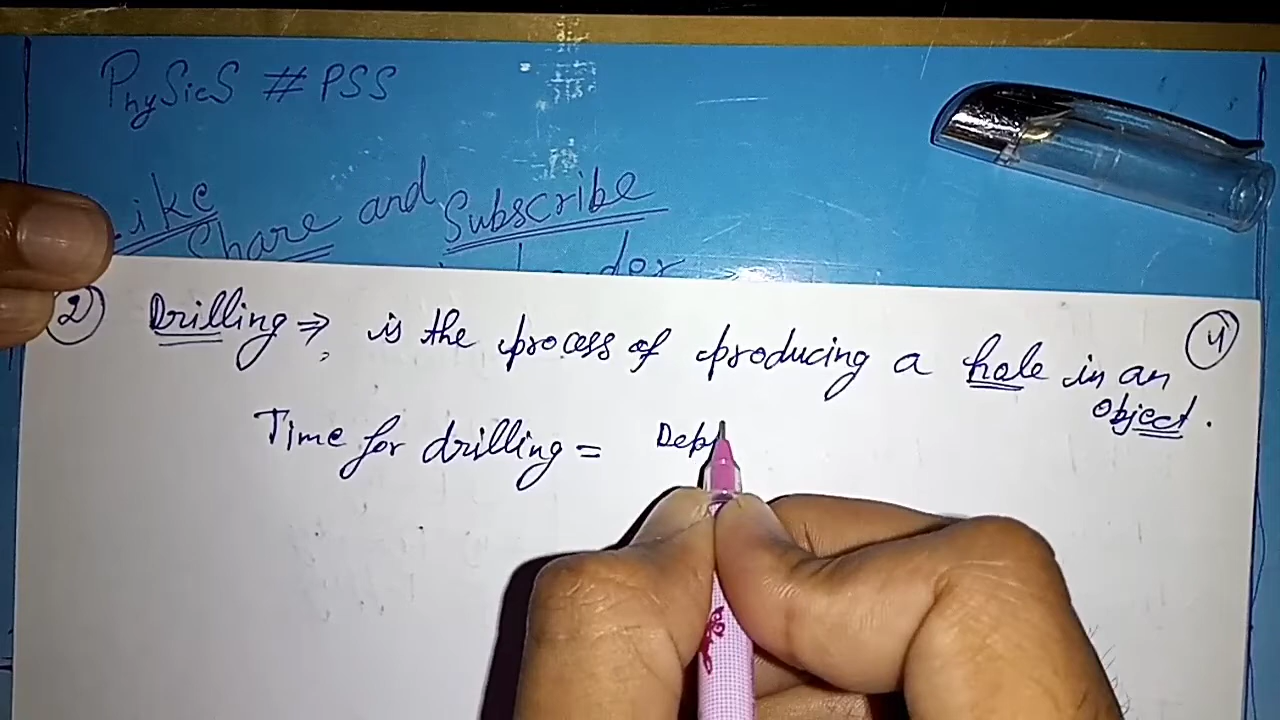 PhySicS # PSS
Like
Share and Subscribe
2 Drilling ⇒ is the process of producing a hole in an object. 4
Time for drilling = Dep